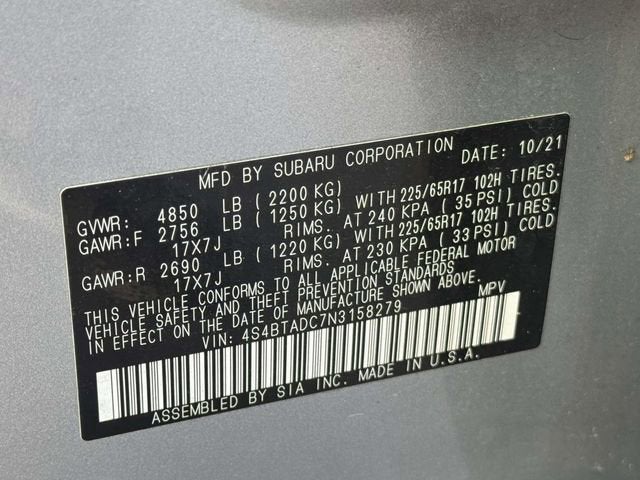 MFD BY SUBARU CORPORATION DATE: 10/21
GVWR: 4850 LB (2200 KG)
GAWR:F 2756 LB (1250 KG) WITH 225/65R17 102H TIRES.
17X7J RIMS. AT 240 KPA (35 PSI) COLD
GAWR:R 2690 LB (1220 KG) WITH 225/65R17 102H TIRES.
17X7J RIMS. AT 230 KPA (33 PSI) COLD
THIS VEHICLE CONFORMS TO ALL APPLICABLE FEDERAL MOTOR
VEHICLE SAFETY AND THEFT PREVENTION STANDARDS
IN EFFECT ON THE DATE OF MANUFACTURE SHOWN ABOVE.
VIN: 4S4BTADC7N3158279 MPV
ASSEMBLED BY SIA INC. MADE IN U.S.A.